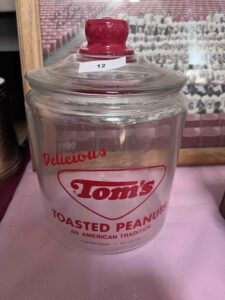 12
Delicious
Tom's
TOASTED PEANUTS
AN AMERICAN TRADITION